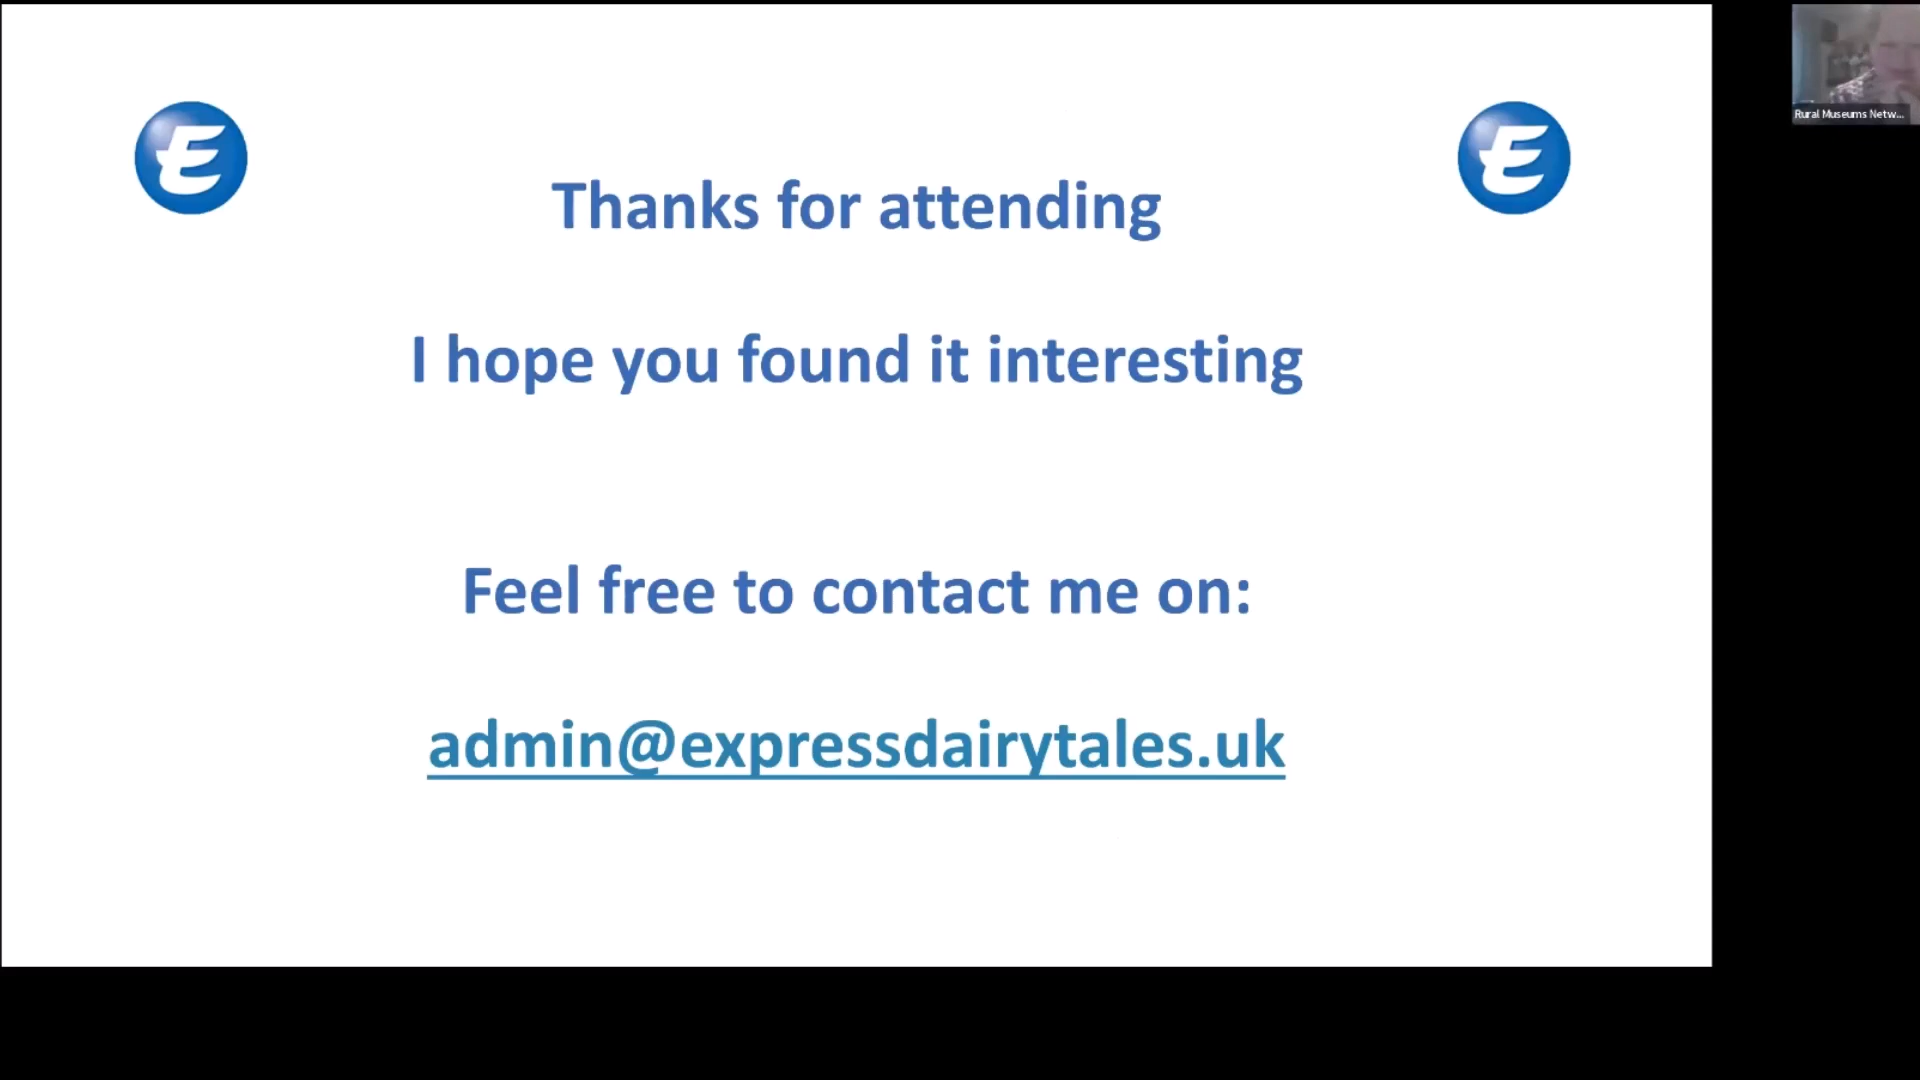 Rural Museums Netw...
E
E
Thanks for attending
I hope you found it interesting
Feel free to contact me on:
admin@expressdairytales.uk